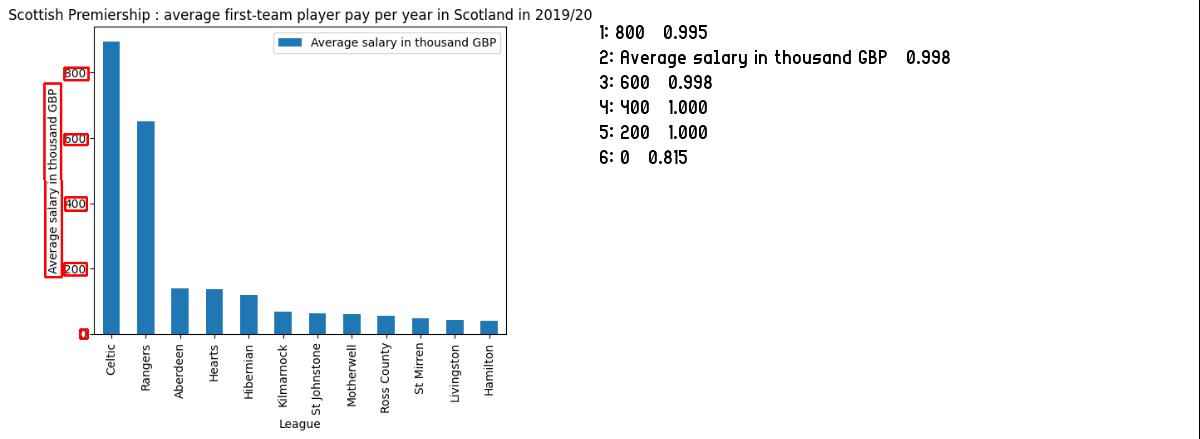 Scottish Premiership : average first-team player pay per year in Scotland in 2019/20
Average salary in thousand GBP
800
600
400
200
0
Average salary in thousand GBP
Celtic
Rangers
Aberdeen
Hearts
Hibernian
Kilmarnock
St Johnstone
Motherwell
Ross County
St Mirren
Livingston
Hamilton
League
1: 800 0.995
2: Average salary in thousand GBP 0.998
3: 600 0.998
4: 400 1.000
5: 200 1.000
6: 0 0.815